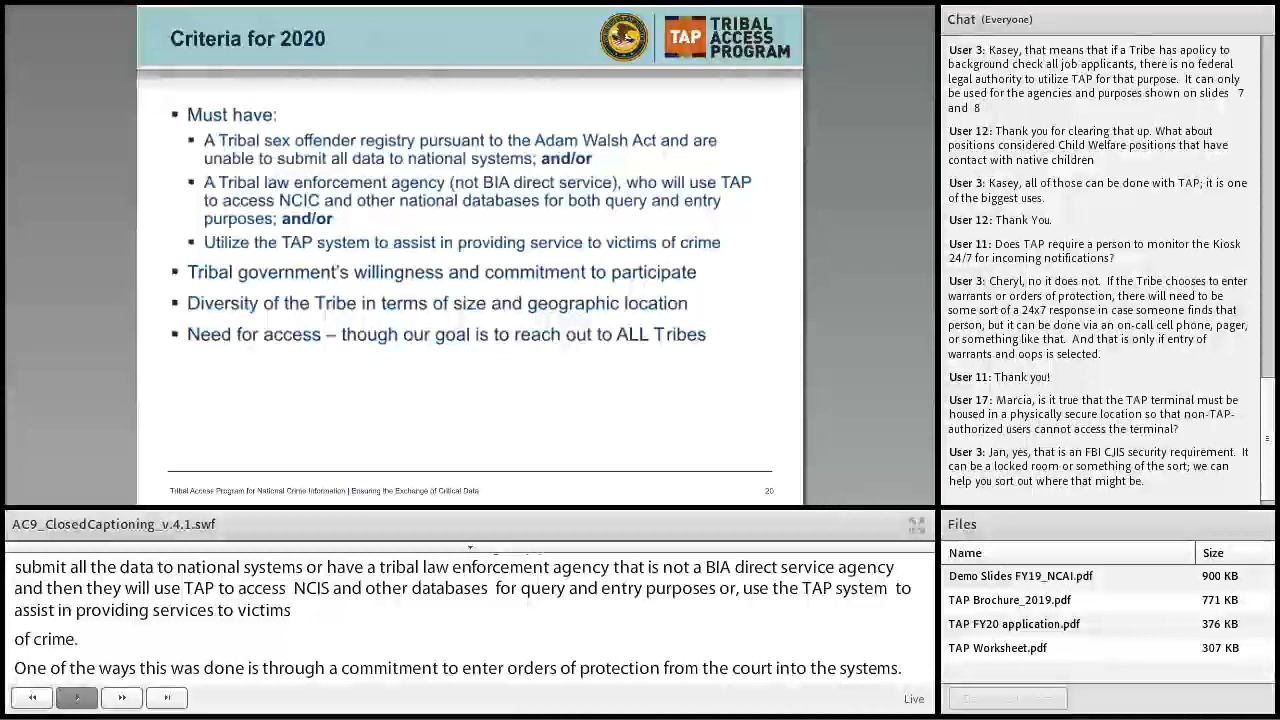 Criteria for 2020
TAP
TRIBAL
ACCESS
PROGRAM
Must have:
A Tribal sex offender registry pursuant to the Adam Walsh Act and are
unable to submit all data to national systems; and/or
A Tribal law enforcement agency (not BIA direct service), who will use TAP
to access NCIC and other national databases for both query and entry
purposes; and/or
Utilize the TAP system to assist in providing service to victims of crime
Tribal government's willingness and commitment to participate
Diversity of the Tribe in terms of size and geographic location
Need for access – though our goal is to reach out to ALL Tribes
Tribal Access Program for National Crime Information | Ensuring the Exchange of Critical Data
20
Chat (Everyone)
User 3: Kasey, that means that if a Tribe has apolicy to
background check all job applicants, there is no federal
legal authority to utilize TAP for that purpose. It can only
be used for the agencies and purposes shown on slides 7
and 8
User 12: Thank you for clearing that up. What about
positions considered Child Welfare positions that have
contact with native children
User 3: Kasey, all of those can be done with TAP; it is one
of the biggest uses.
User 12: Thank You.
User 11: Does TAP require a person to monitor the Kiosk
24/7 for incoming notifications?
User 3: Cheryl, no it does not. If the Tribe chooses to enter
warrants or orders of protection, there will need to be
some sort of a 24x7 response in case someone finds that
person, but it can be done via an on-call cell phone, pager,
or something like that. And that is only if entry of
warrants and oops is selected.
User 11: Thank you!
User 17: Marcia, is it true that the TAP terminal must be
housed in a physically secure location so that non-TAP-
authorized users cannot access the terminal?
User 3: Jan, yes, that is an FBI CJIS security requirement. It
can be a locked room or something of the sort; we can
help you sort out where that might be.
AC9_ClosedCaptioning_v.4.1.swf
submit all the data to national systems or have a tribal law enforcement agency that is not a BIA direct service agency
and then they will use TAP to access NCIS and other databases for query and entry purposes or, use the TAP system to
assist in providing services to victims
of crime.
One of the ways this was done is through a commitment to enter orders of protection from the court into the systems.
Live
Files
Name Size
Demo Slides FY19_NCAI.pdf 900 KB
TAP Brochure_2019.pdf 771 KB
TAP FY20 application.pdf 376 KB
TAP Worksheet.pdf 307 KB